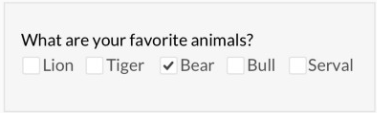 What are your favorite animals?
Lion Tiger Bear Bull Serval